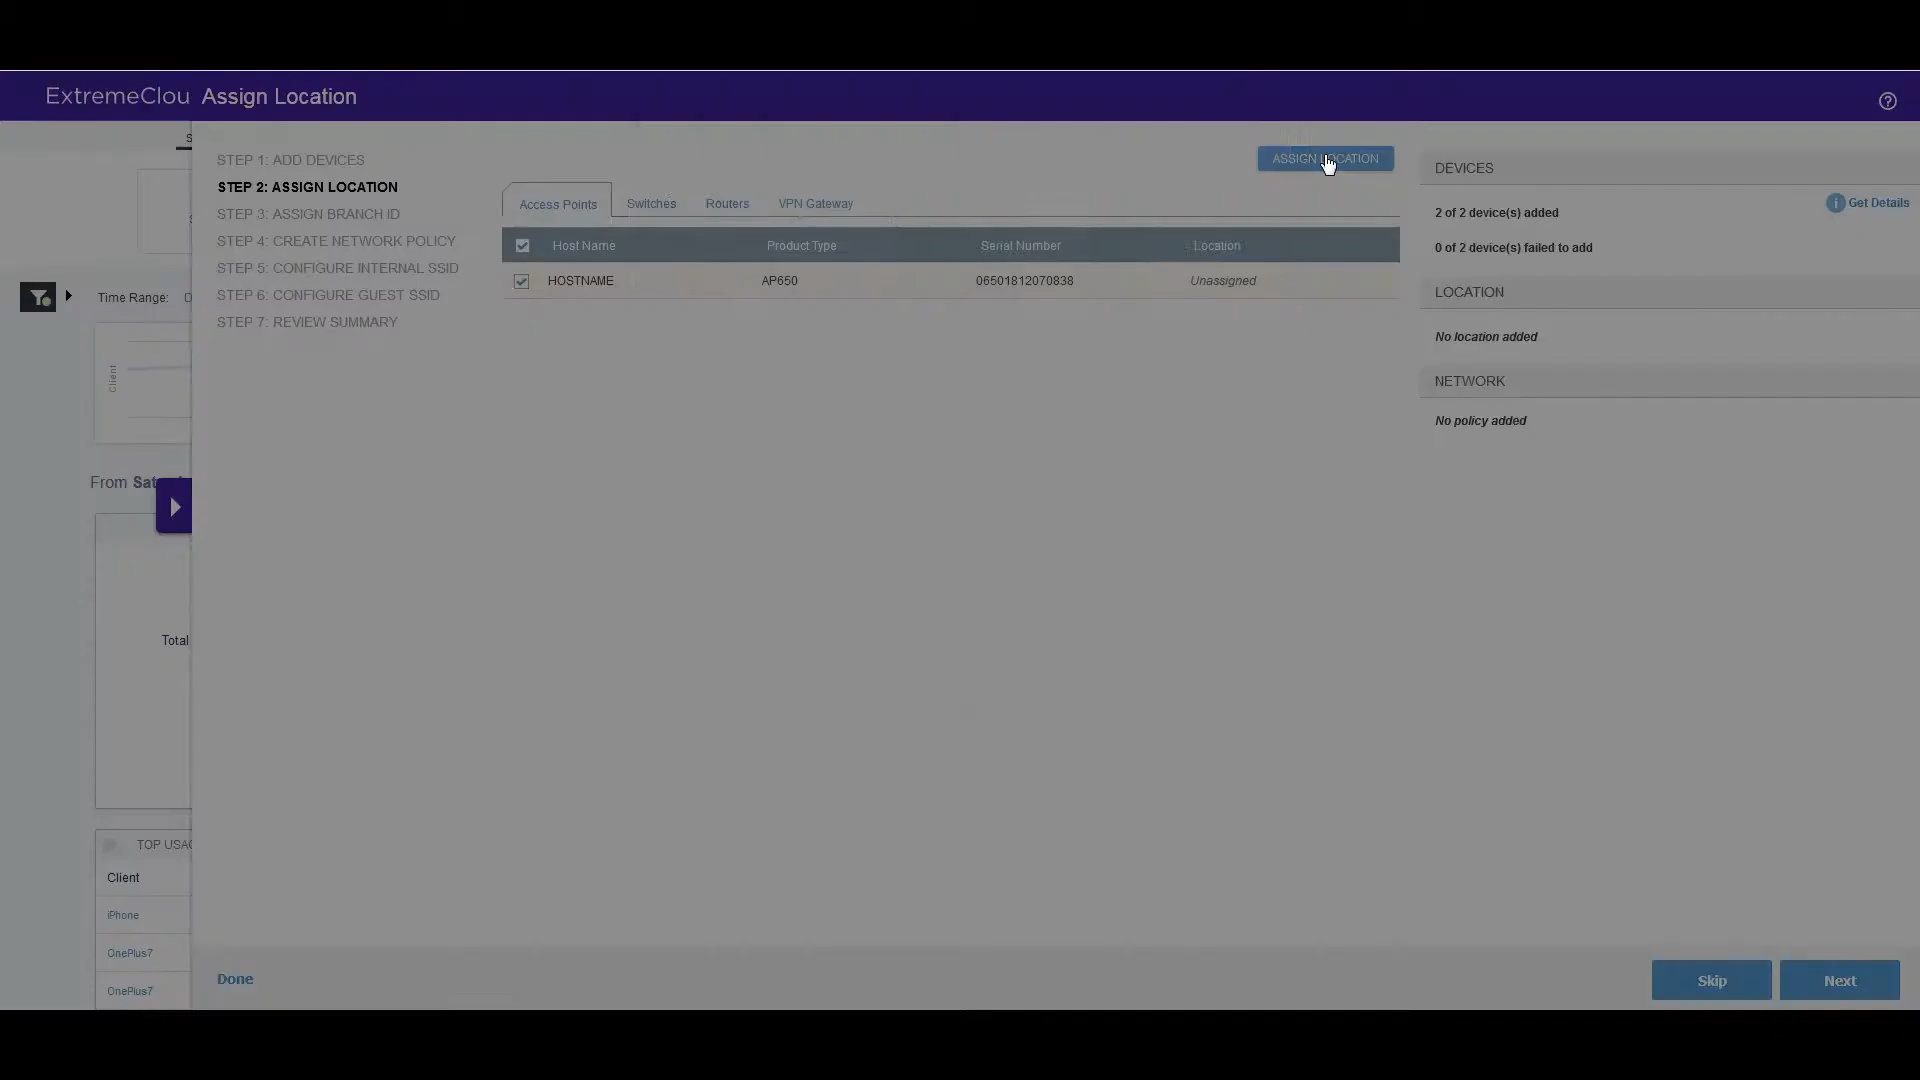 ExtremeClou Assign Location
S
STEP 1: ADD DEVICES
STEP 2: ASSIGN LOCATION
STEP 3: ASSIGN BRANCH ID
STEP 4: CREATE NETWORK POLICY
STEP 5: CONFIGURE INTERNAL SSID
STEP 6: CONFIGURE GUEST SSID
STEP 7: REVIEW SUMMARY
ASSIGN LOCATION
Access Points Switches Routers VPN Gateway
Host Name Product Type Serial Number Location
HOSTNAME AP650 06501812070838 Unassigned
DEVICES
Get Details
2 of 2 device(s) added
0 of 2 device(s) failed to add
LOCATION
No location added
NETWORK
No policy added
Time Range: D
Client
From Sat
Total
TOP USAG
Client
iPhone
OnePlus7
OnePlus7
Done
Skip Next